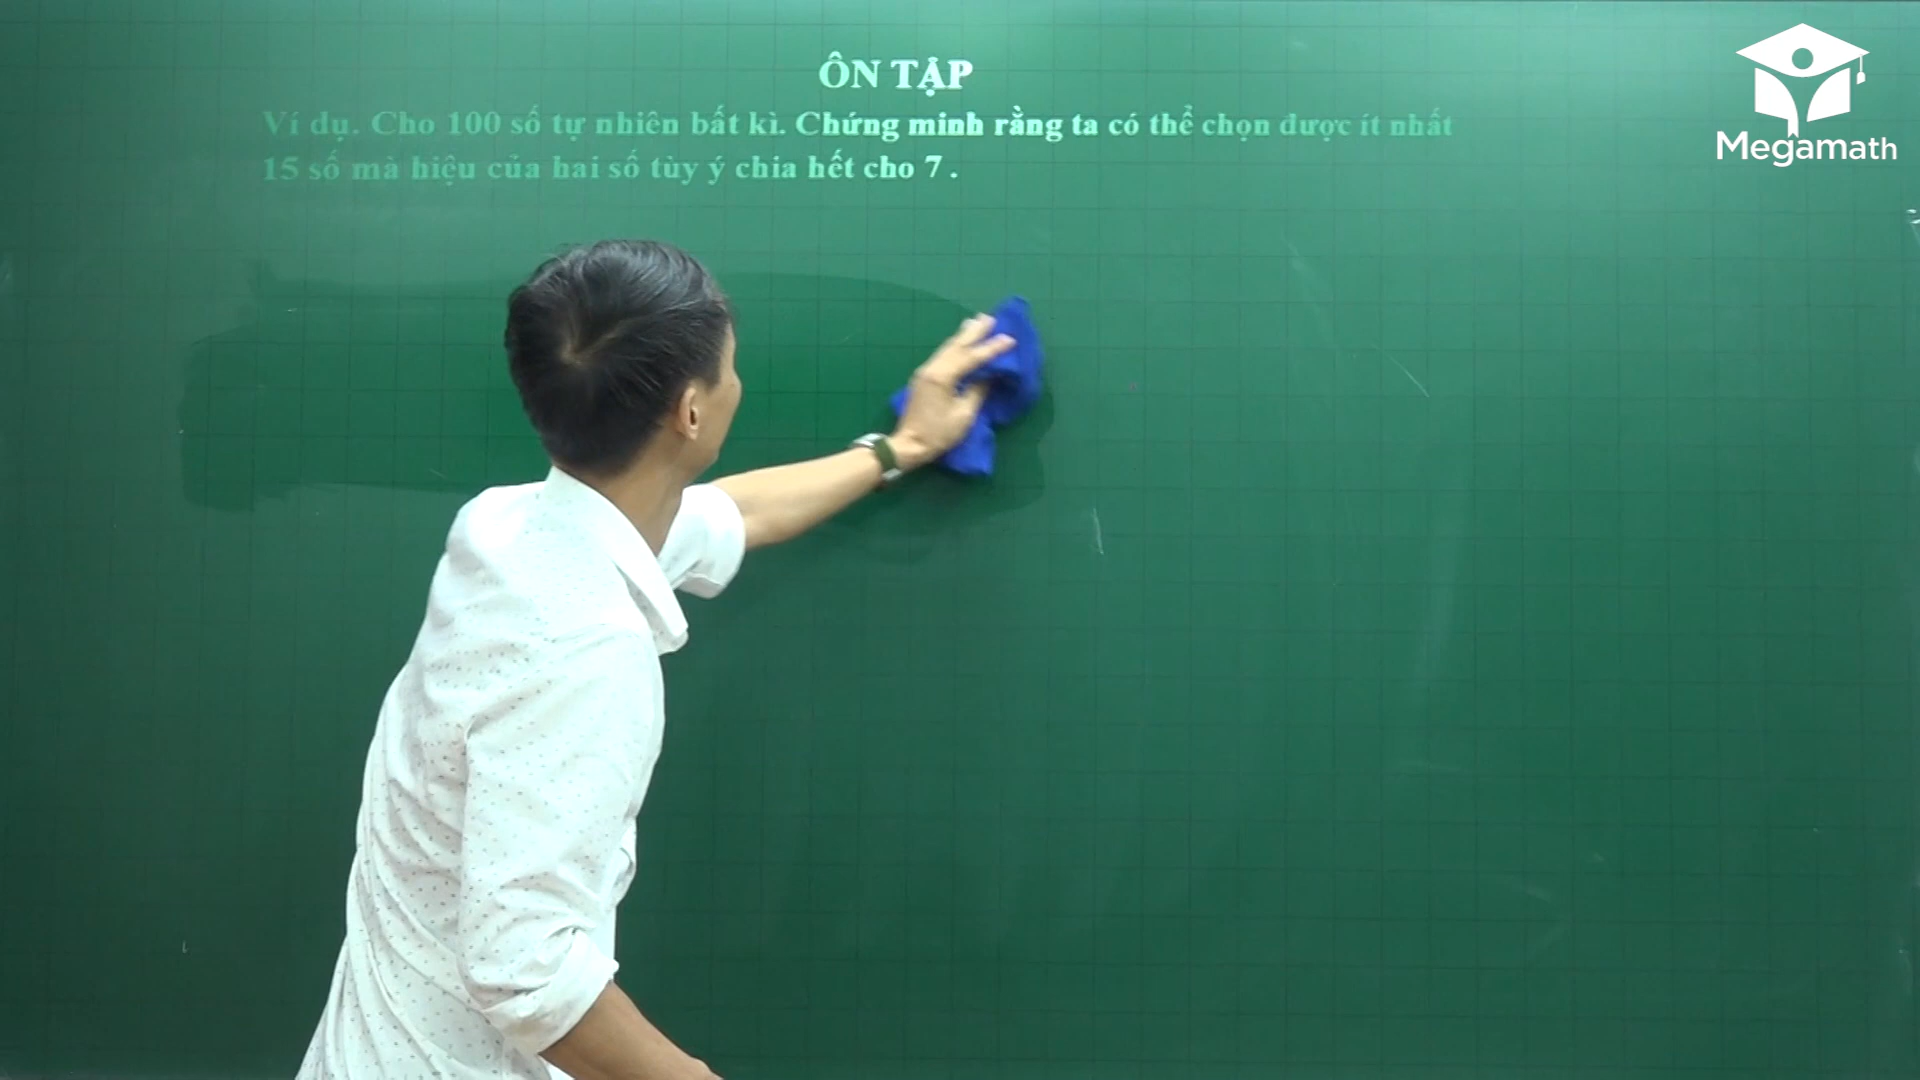 ÔN TẬP
Ví dụ. Cho 100 số tự nhiên bất kì. Chứng minh rằng ta có thể chọn được ít nhất
15 số mà hiệu của hai số tùy ý chia hết cho 7 .
Megamath